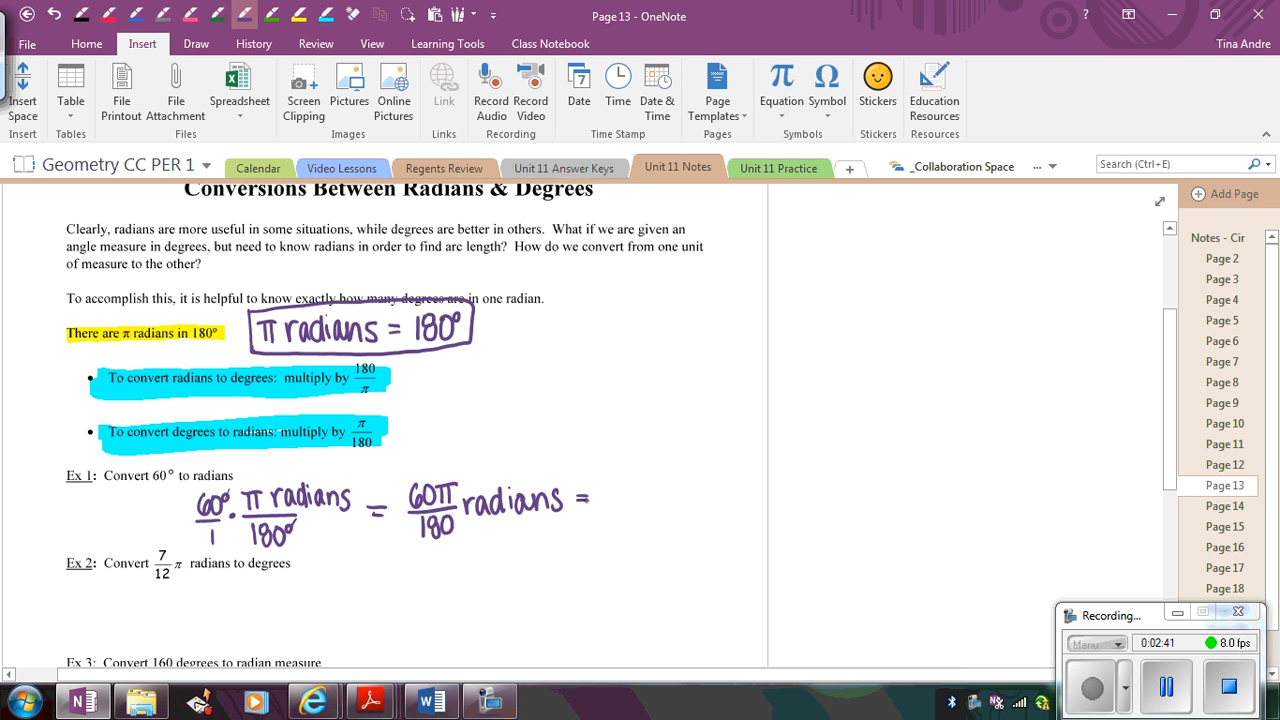 Page 13 - OneNote
?
File Home Insert Draw History Review View Learning Tools Class Notebook
Tina Andre
Insert Space
Table
File Printout
File Attachment
Spreadsheet
Screen Clipping
Pictures
Online Pictures
Link
Record Audio
Record Video
Date
Time
Date & Time
Page Templates
Equation
Symbol
Stickers
Education Resources
Insert Tables Files Images Links Recording Time Stamp Pages Symbols Stickers Resources
Geometry CC PER 1
Calendar Video Lessons Regents Review Unit 11 Answer Keys Unit 11 Notes Unit 11 Practice
_Collaboration Space ...
Search (Ctrl+E)
Add Page
Notes - Cir
Page 2
Page 3
Page 4
Page 5
Page 6
Page 7
Page 8
Page 9
Page 10
Page 11
Page 12
Page 13
Page 14
Page 15
Page 16
Page 17
Page 18
Conversions Between Radians & Degrees
Clearly, radians are more useful in some situations, while degrees are better in others. What if we are given an
angle measure in degrees, but need to know radians in order to find arc length? How do we convert from one unit
of measure to the other?
To accomplish this, it is helpful to know exactly how many degrees are in one radian.
There are π radians in 180°
π radians = 180°
• To convert radians to degrees: multiply by 180/π
• To convert degrees to radians: multiply by π/180
Ex 1: Convert 60° to radians
60°/1 · π radians/180° = 60π/180 radians =
Ex 2: Convert 7/12 π radians to degrees
Ex 3: Convert 160 degrees to radian measure
Recording...
Menu
0:02:41
8.0 fps